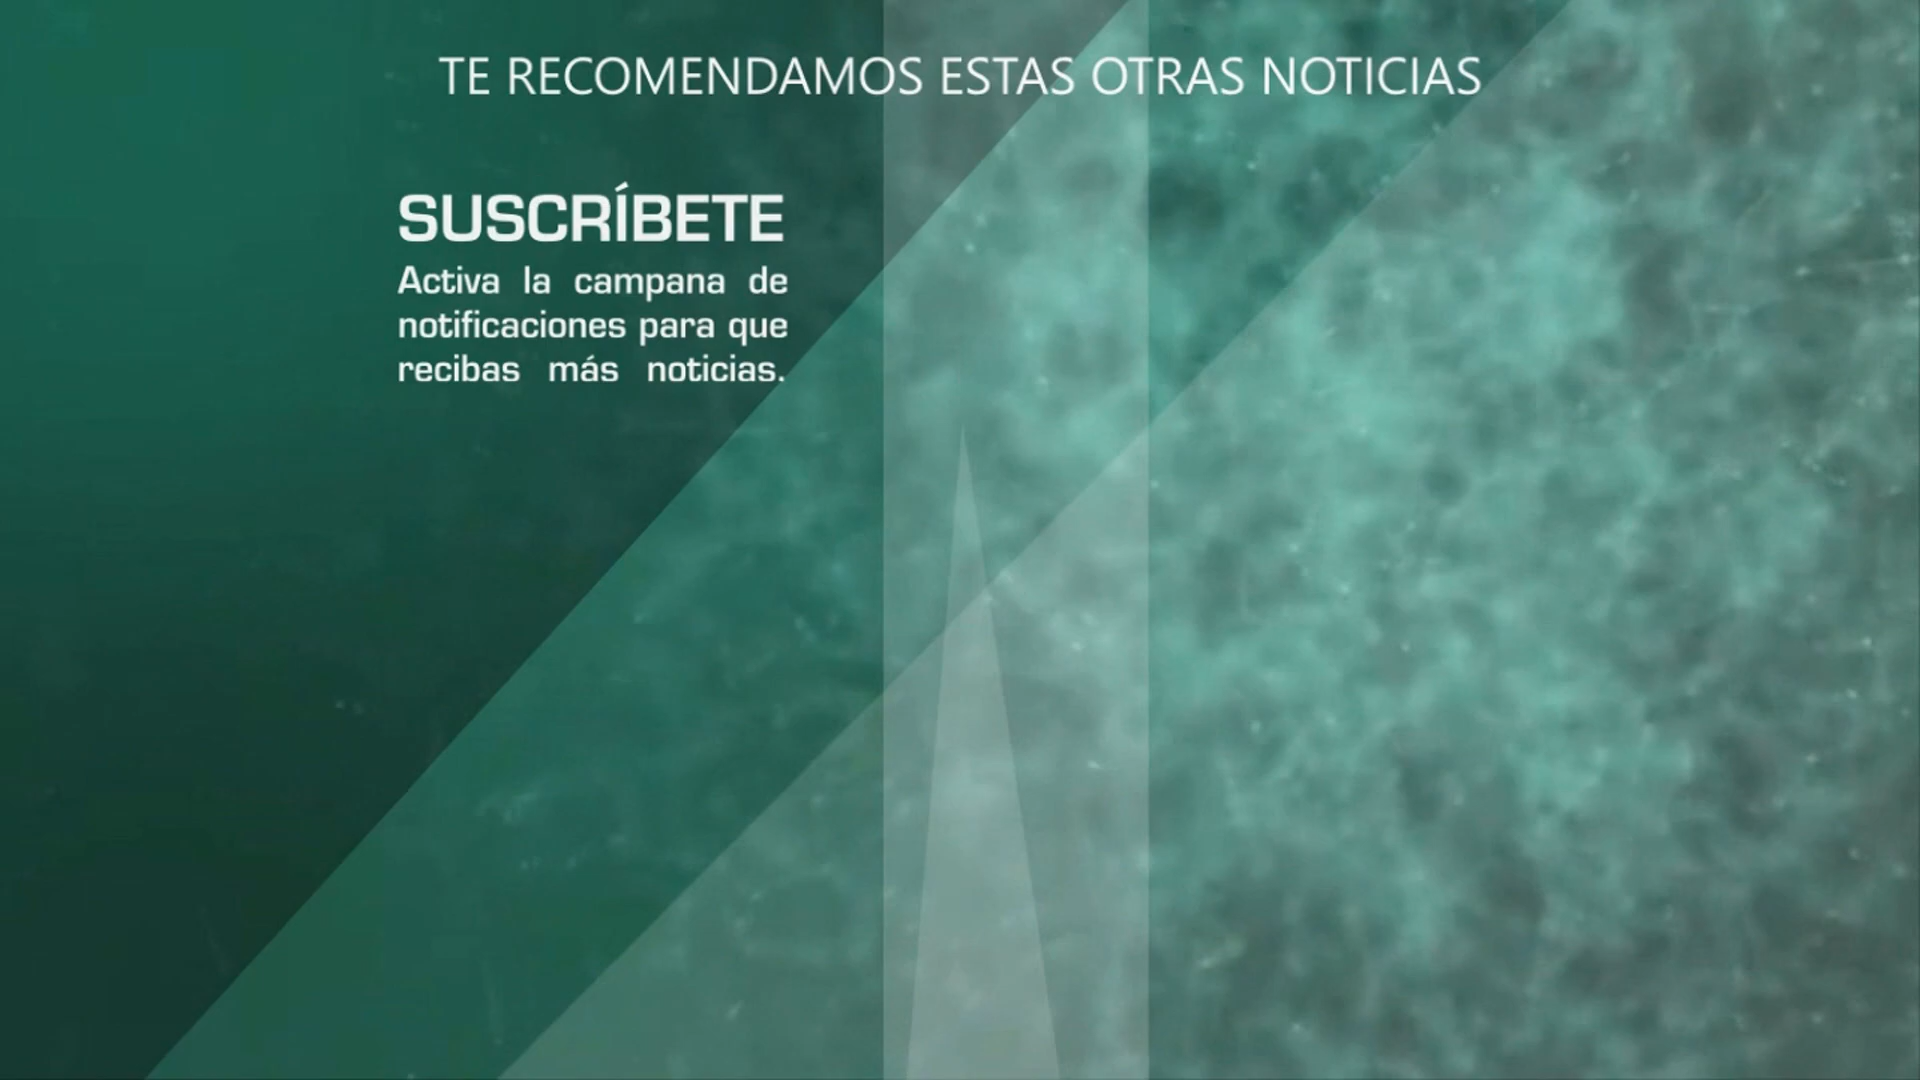 TE RECOMENDAMOS ESTAS OTRAS NOTICIAS
SUSCRÍBETE
Activa la campana de
notificaciones para que
recibas más noticias.